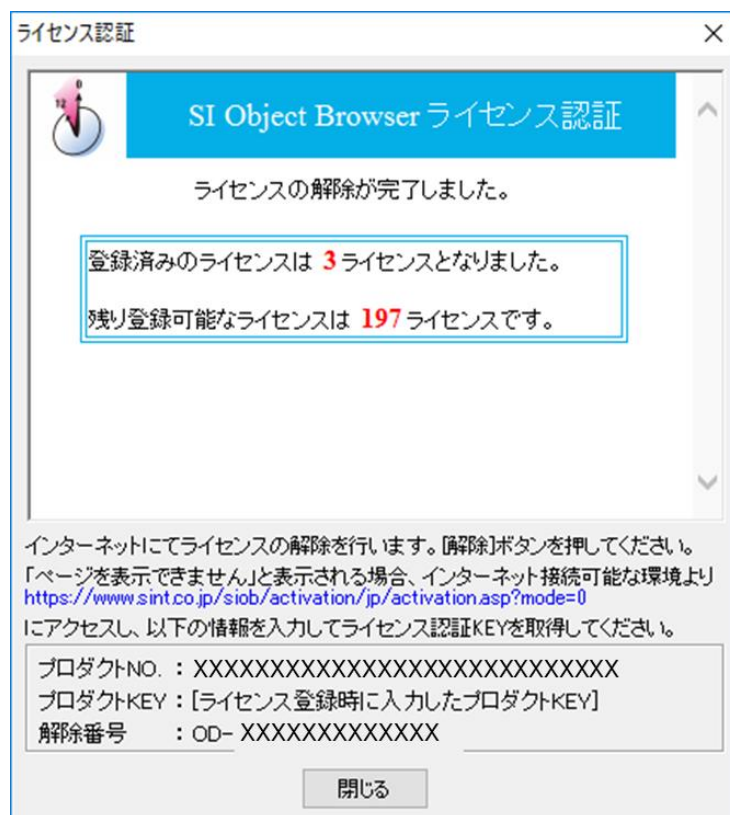 ライセンス認証
0
12
SI Object Browser ライセンス認証
ライセンスの解除が完了しました。
登録済みのライセンスは 3 ライセンスとなりました。
残り登録可能なライセンスは 197 ライセンスです。
インターネットにてライセンスの解除を行います。[解除]ボタンを押してください。
「ページを表示できません」と表示される場合、インターネット接続可能な環境より
https://www.sint.co.jp/siob/activation/jp/activation.asp?mode=0
にアクセスし、以下の情報を入力してライセンス認証KEYを取得してください。
プロダクトNO. : XXXXXXXXXXXXXXXXXXXXXXXXXXXX
プロダクトKEY : [ライセンス登録時に入力したプロダクトKEY]
解除番号 : OD- XXXXXXXXXXXXX
閉じる